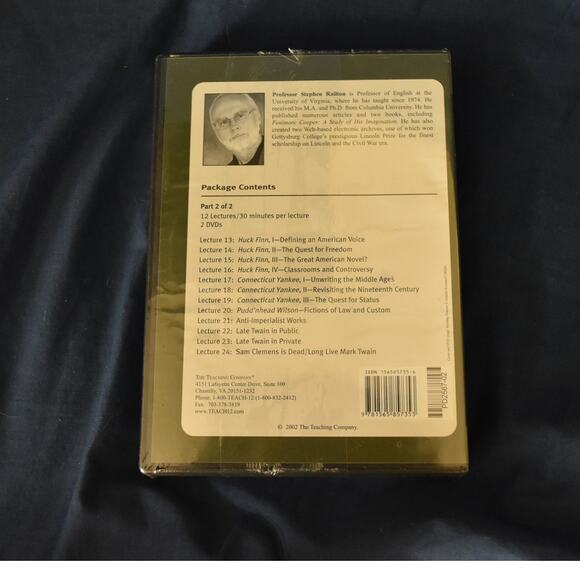 Professor Stephen Railton is Professor of English at the
University of Virginia, where he has taught since 1974. He
received his M.A. and Ph.D. from Columbia University. He has
published numerous articles and two books, including
Fenimore Cooper: A Study of His Imagination. He has also
created two Web-based electronic archives, one of which won
Gettysburg College's prestigious Lincoln Prize for the finest
scholarship on Lincoln and the Civil War era.
Package Contents
Part 2 of 2
12 Lectures/30 minutes per lecture
2 DVDs
Lecture 13: Huck Finn, I—Defining an American Voice
Lecture 14: Huck Finn, II—The Quest for Freedom
Lecture 15: Huck Finn, III—The Great American Novel?
Lecture 16: Huck Finn, IV—Classrooms and Controversy
Lecture 17: Connecticut Yankee, I—Unwriting the Middle Ages
Lecture 18: Connecticut Yankee, II—Revisiting the Nineteenth Century
Lecture 19: Connecticut Yankee, III—The Quest for Status
Lecture 20: Pudd'nhead Wilson—Fictions of Law and Custom
Lecture 21: Anti-Imperialist Works
Lecture 22: Late Twain in Public
Lecture 23: Late Twain in Private
Lecture 24: Sam Clemens is Dead/Long Live Mark Twain
THE TEACHING COMPANY®
4151 Lafayette Center Drive, Suite 100
Chantilly, VA 20151-1232
Phone: 1-800-TEACH-12 (1-800-832-2412)
Fax: 703-378-3819
www.TEACH12.com
ISBN 156585735-6
9 781565 857353
PD2567-02
© 2002 The Teaching Company.